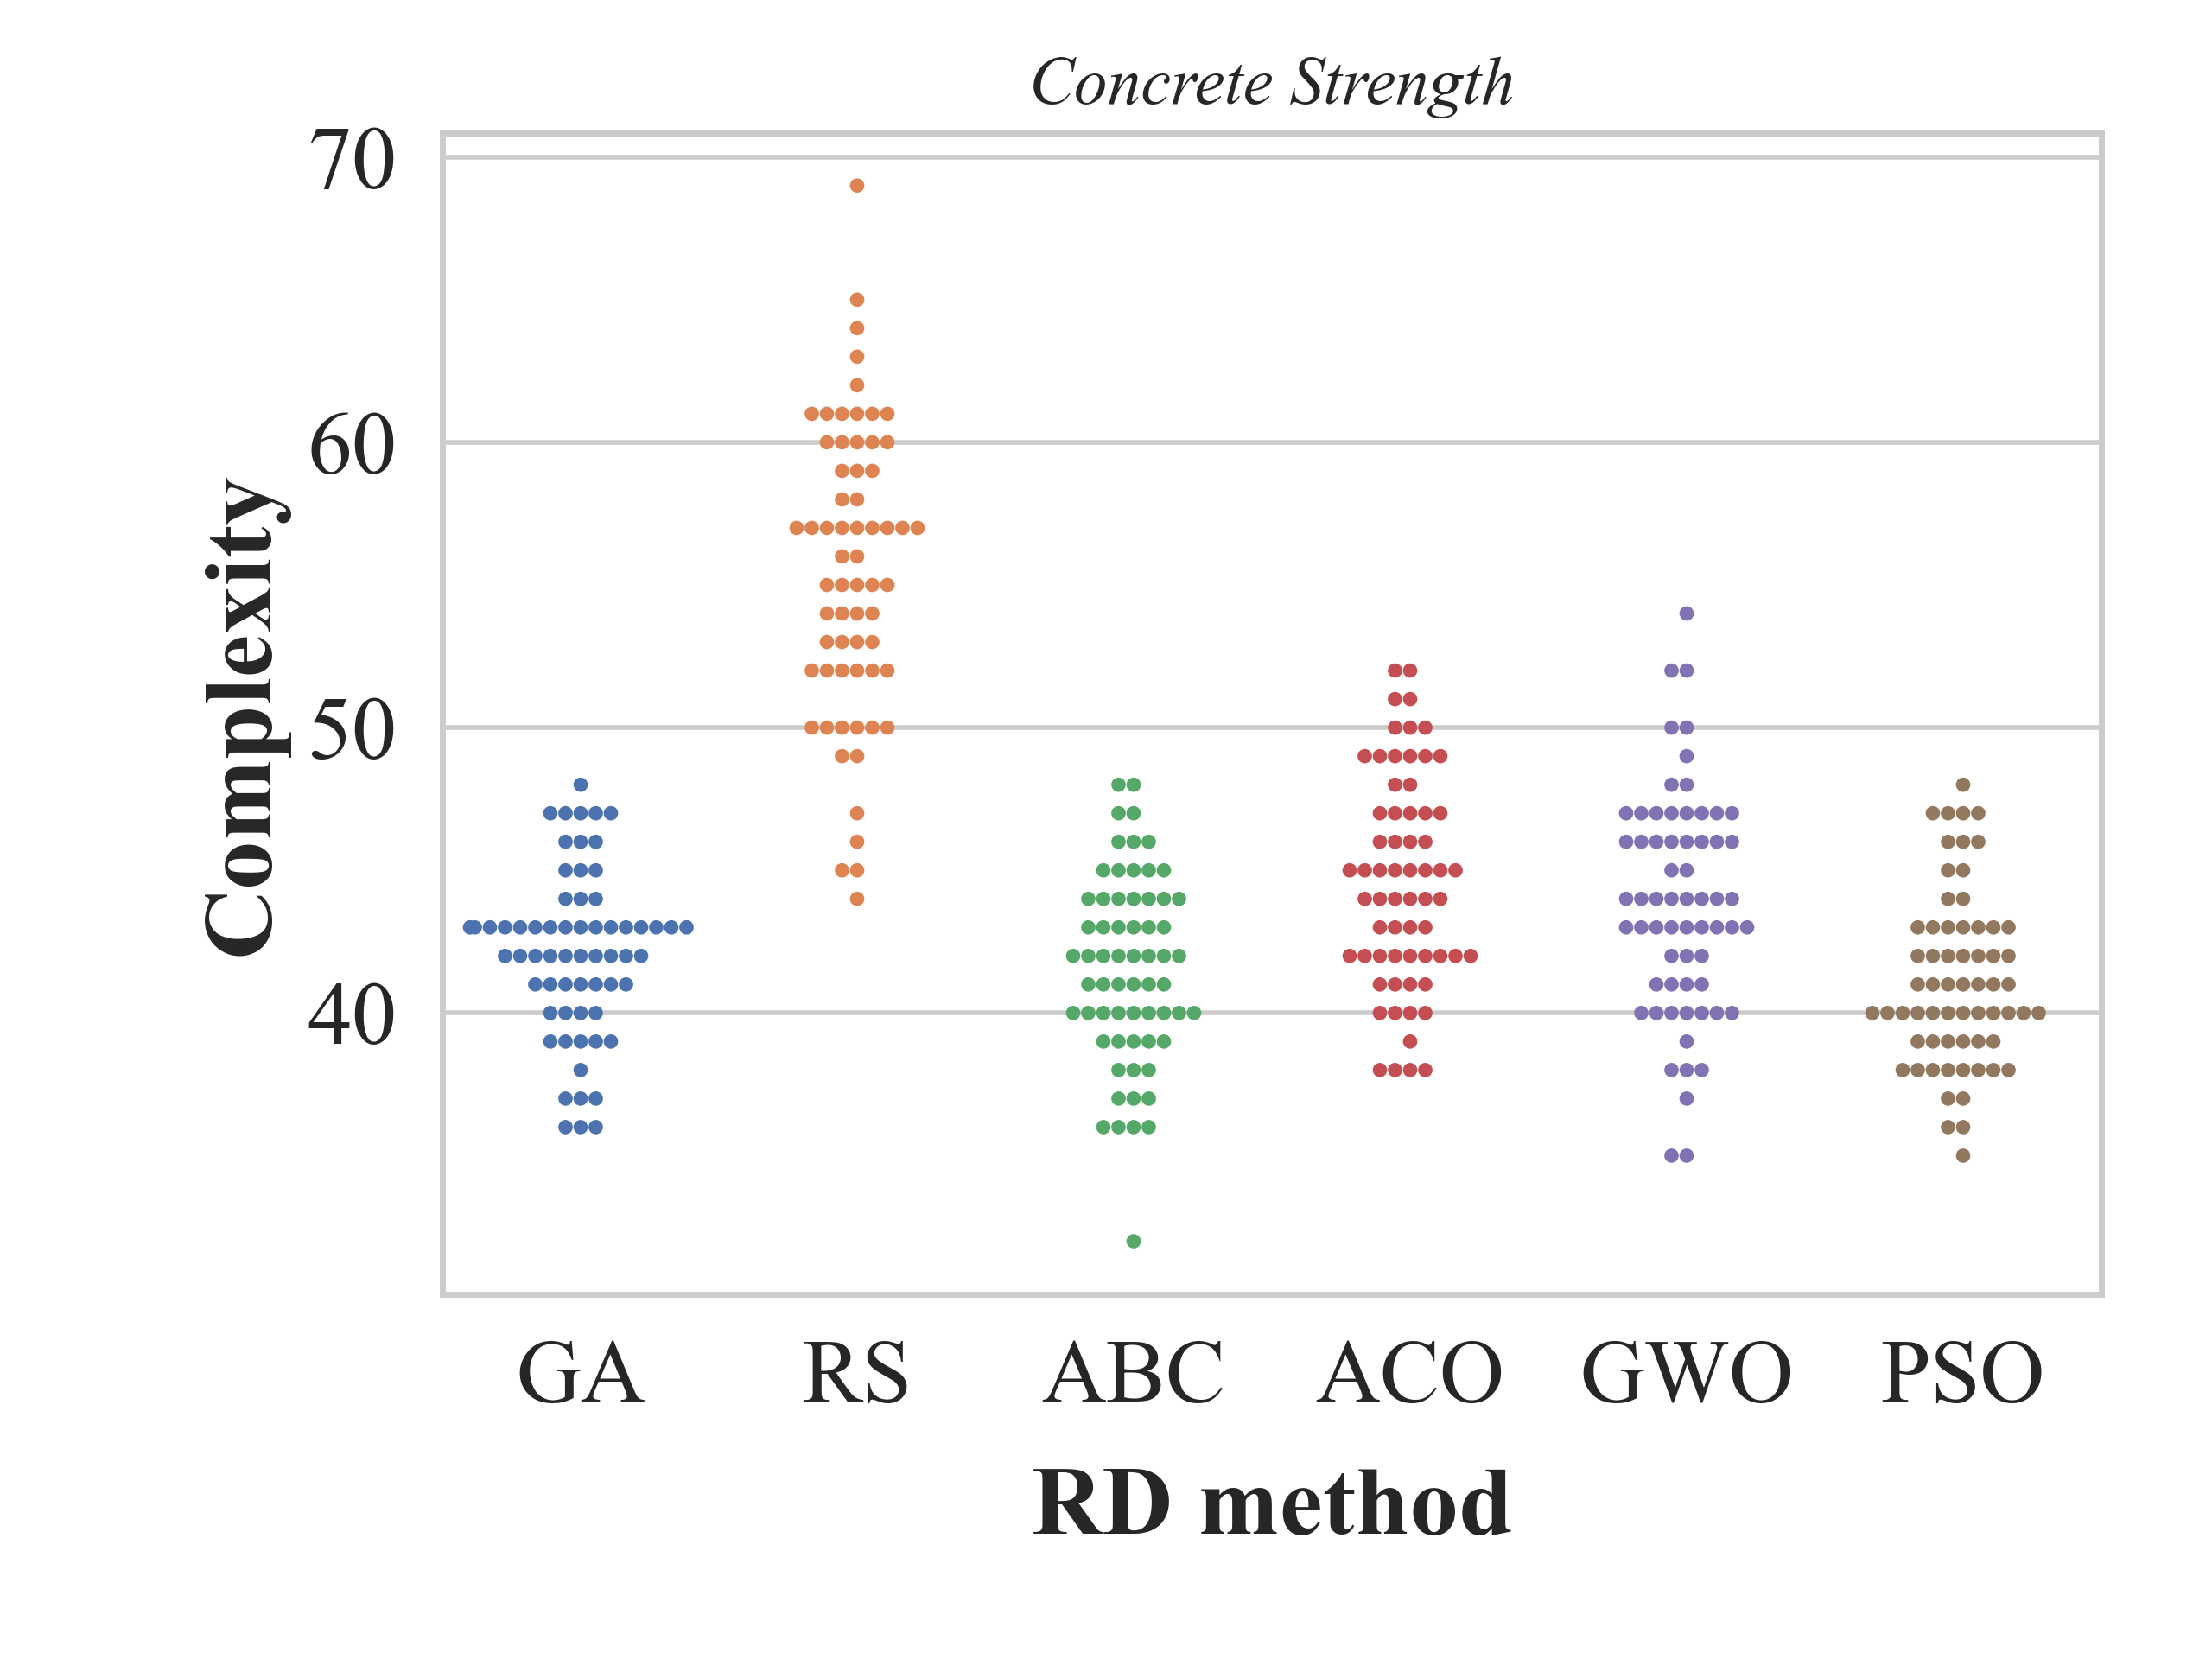 Concrete Strength
70
60
50
40
Complexity
GA RS ABC ACO GWO PSO
RD method